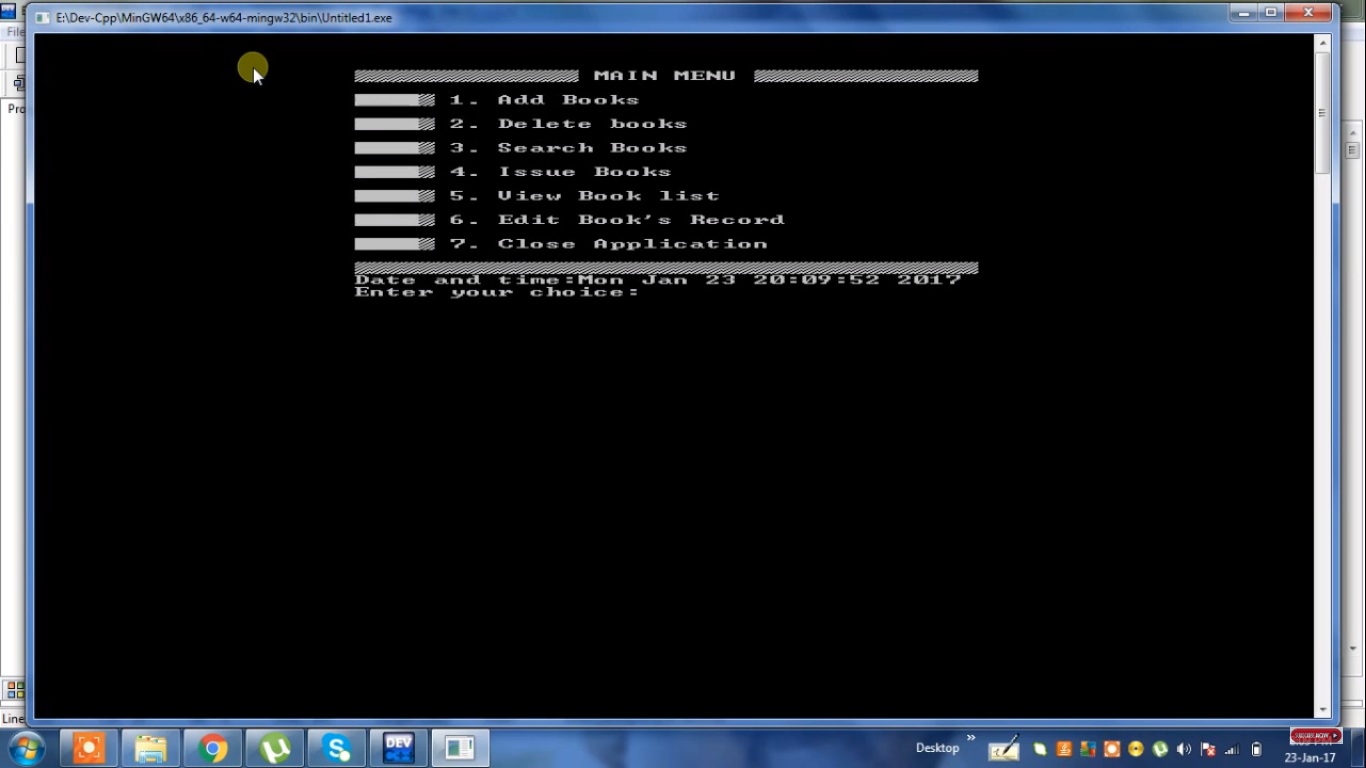 E:\Dev-Cpp\MinGW64\x86_64-w64-mingw32\bin\Untitled1.exe
File
Pro
MAIN MENU
1. Add Books
2. Delete books
3. Search Books
4. Issue Books
5. View Book list
6. Edit Book's Record
7. Close Application
Date and time:Mon Jan 23 20:09:52 2017
Enter your choice:
Line
DEV
Desktop
SUBSCRIBE NOW
23-Jan-17